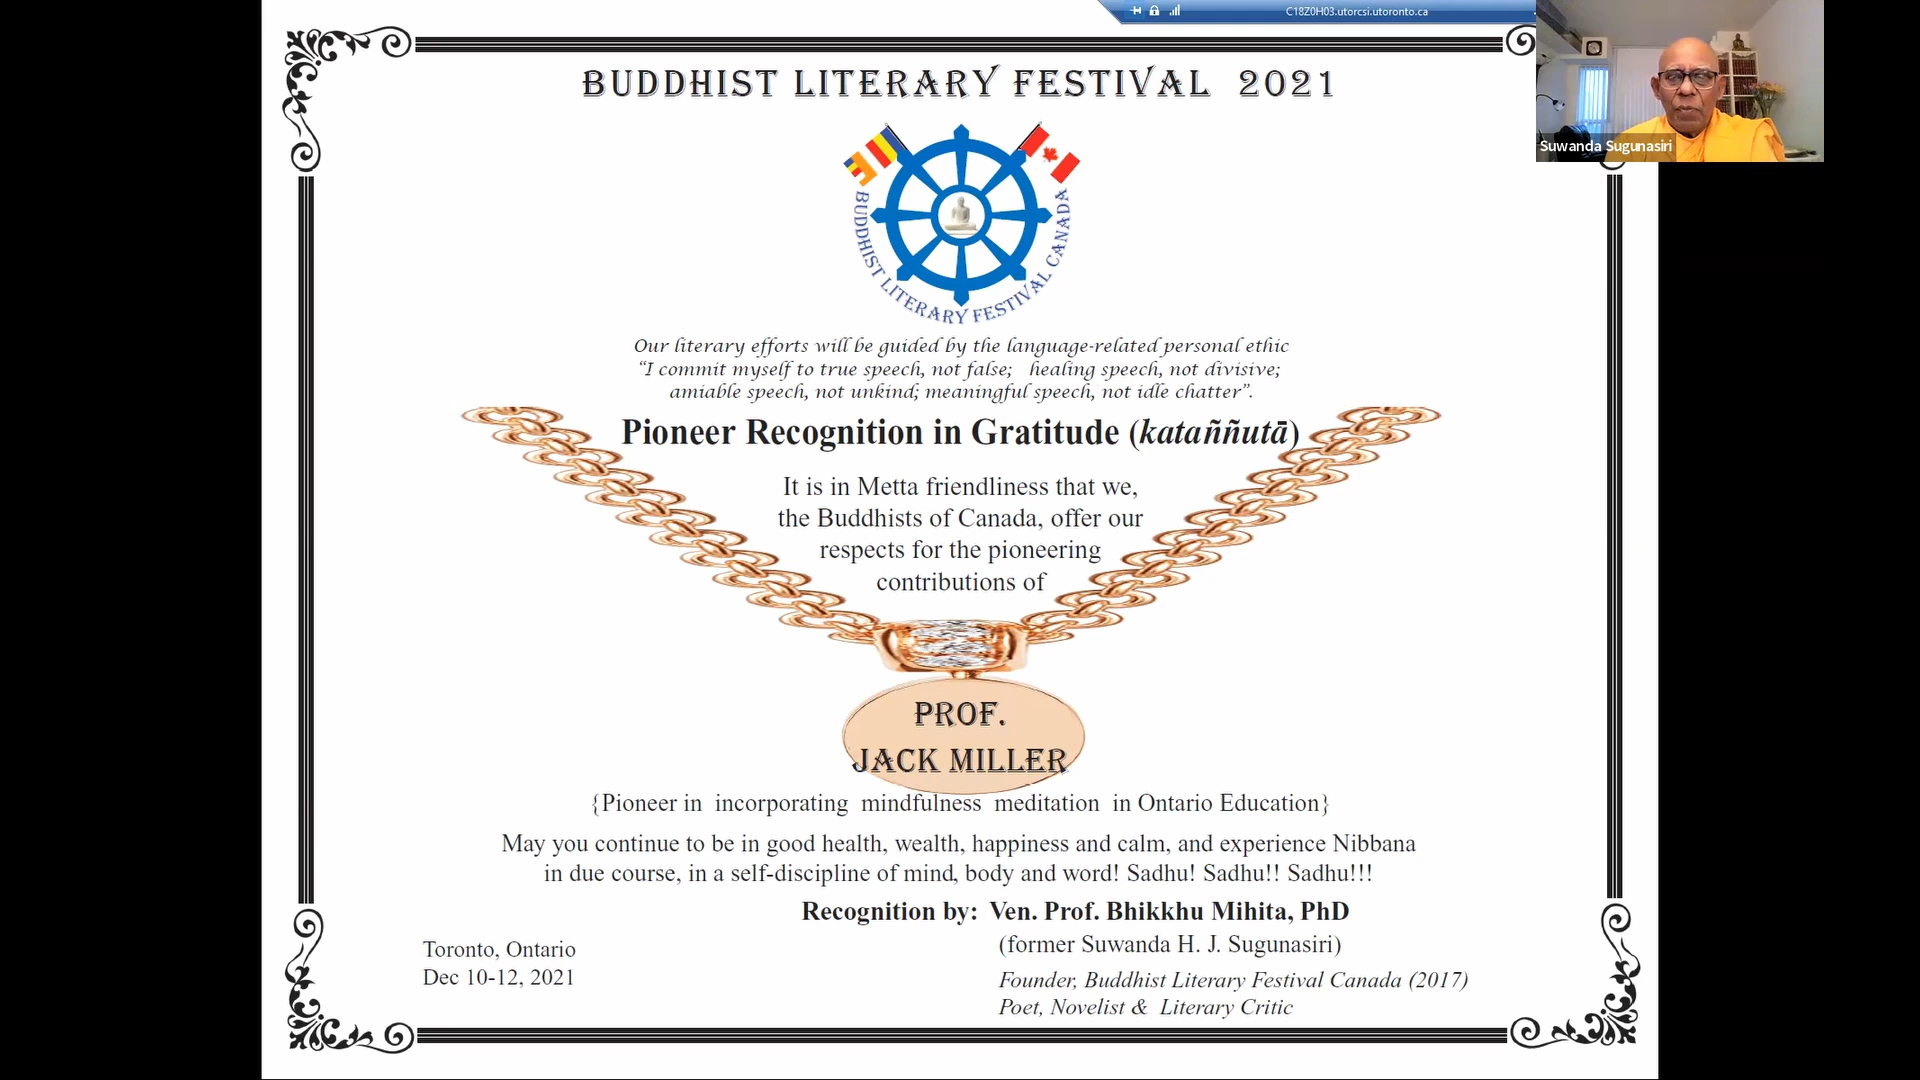 C18Z0H03.utorcsi.utoronto.ca
BUDDHIST LITERARY FESTIVAL 2021
BUDDHIST LITERARY FESTIVAL CANADA
Suwanda Sugunasiri
Our literary efforts will be guided by the language-related personal ethic
“I commit myself to true speech, not false; healing speech, not divisive;
amiable speech, not unkind; meaningful speech, not idle chatter”.
Pioneer Recognition in Gratitude (kataññutā)
It is in Metta friendliness that we,
the Buddhists of Canada, offer our
respects for the pioneering
contributions of
PROF.
JACK MILLER
{Pioneer in incorporating mindfulness meditation in Ontario Education}
May you continue to be in good health, wealth, happiness and calm, and experience Nibbana
in due course, in a self-discipline of mind, body and word! Sadhu! Sadhu!! Sadhu!!!
Recognition by: Ven. Prof. Bhikkhu Mihita, PhD
(former Suwanda H. J. Sugunasiri)
Toronto, Ontario
Dec 10-12, 2021
Founder, Buddhist Literary Festival Canada (2017)
Poet, Novelist & Literary Critic